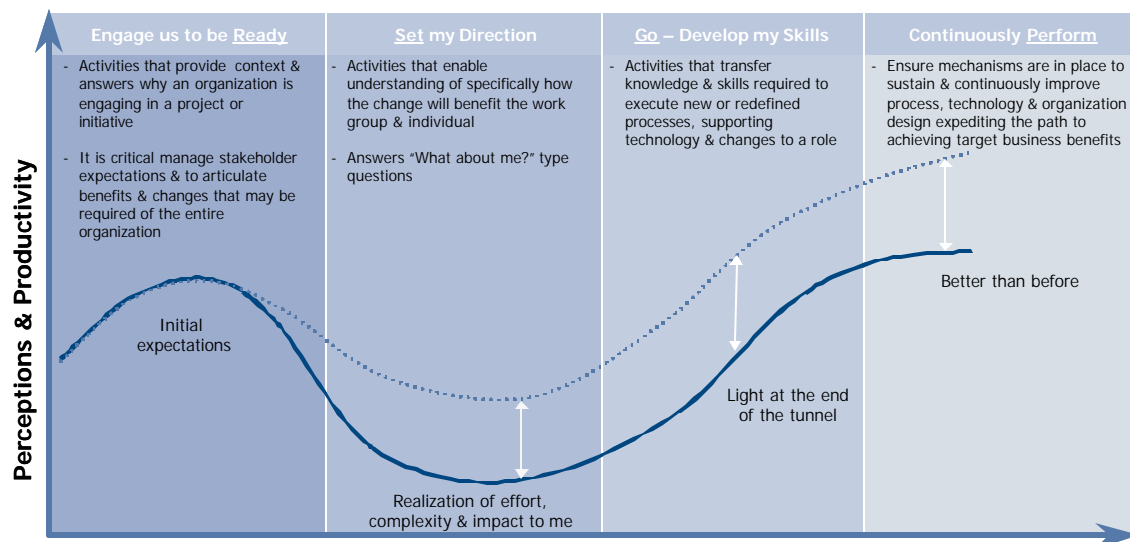 Engage us to be Ready
Set my Direction
Go – Develop my Skills
Continuously Perform
- Activities that provide context &
answers why an organization is
engaging in a project or
initiative
- It is critical manage stakeholder
expectations & to articulate
benefits & changes that may be
required of the entire
organization
- Activities that enable
understanding of specifically how
the change will benefit the work
group & individual
- Answers “What about me?” type
questions
- Activities that transfer
knowledge & skills required to
execute new or redefined
processes, supporting
technology & changes to a role
- Ensure mechanisms are in place to
sustain & continuously improve
process, technology & organization
design expediting the path to
achieving target business benefits
Perceptions & Productivity
Initial
expectations
Realization of effort,
complexity & impact to me
Light at the end
of the tunnel
Better than before